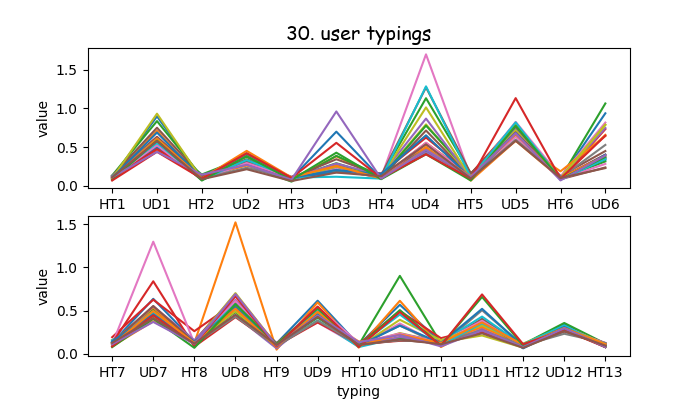 30. user typings
value
1.5
1.0
0.5
0.0
HT1 UD1 HT2 UD2 HT3 UD3 HT4 UD4 HT5 UD5 HT6 UD6
value
1.5
1.0
0.5
0.0
HT7 UD7 HT8 UD8 HT9 UD9 HT10 UD10 HT11 UD11 HT12 UD12 HT13
typing